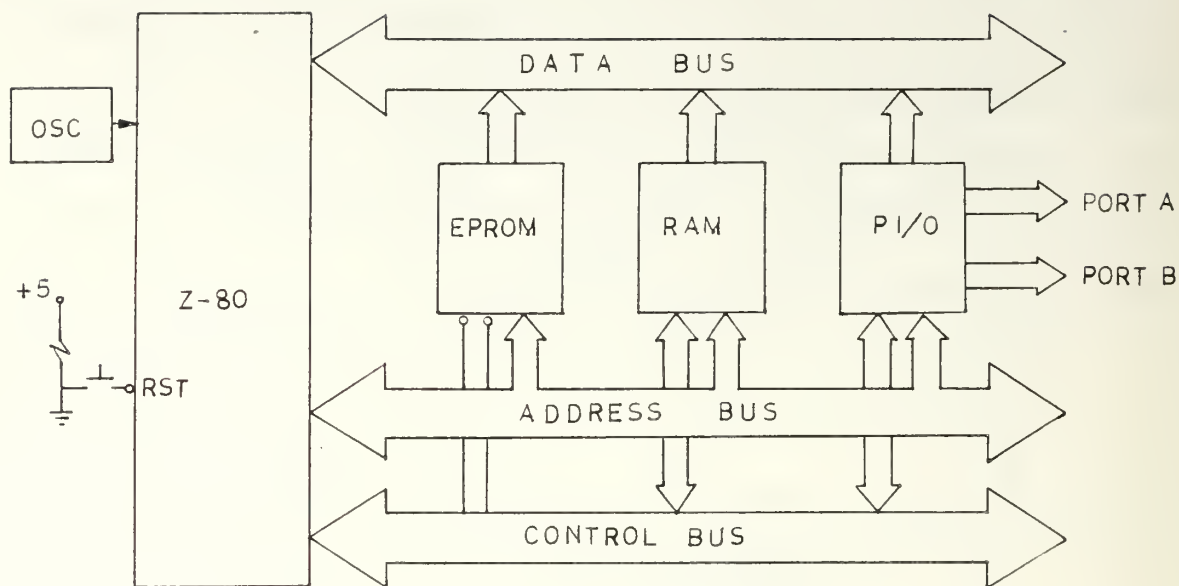 DATA BUS
OSC
EPROM
RAM
PI/O
PORT A
PORT B
+5
Z-80
RST
ADDRESS BUS
CONTROL BUS